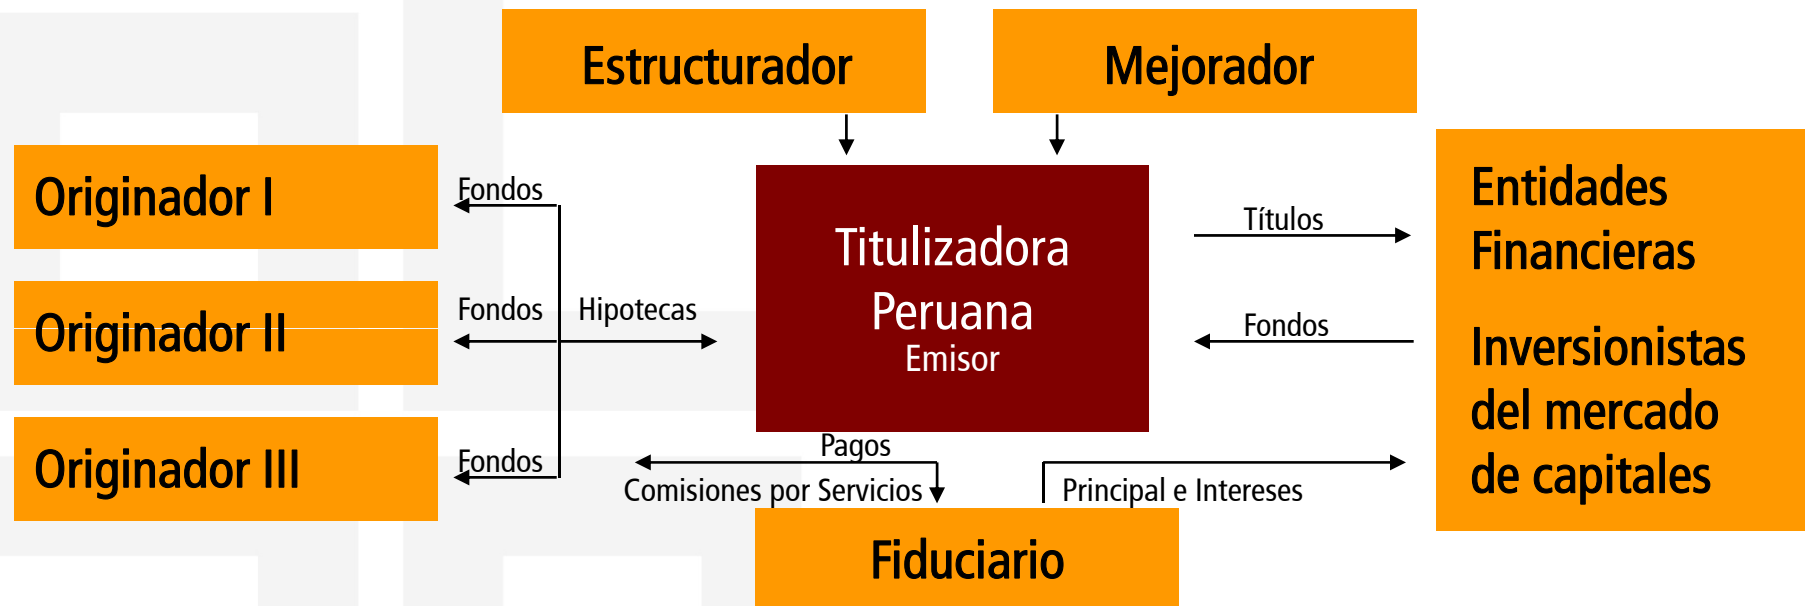 Estructurador
Mejorador
Originador I
Fondos
Originador II
Fondos
Hipotecas
Originador III
Fondos
Titulizadora
Peruana
Emisor
Títulos
Fondos
Entidades
Financieras
Inversionistas
del mercado
de capitales
Pagos
Comisiones por Servicios
Principal e Intereses
Fiduciario